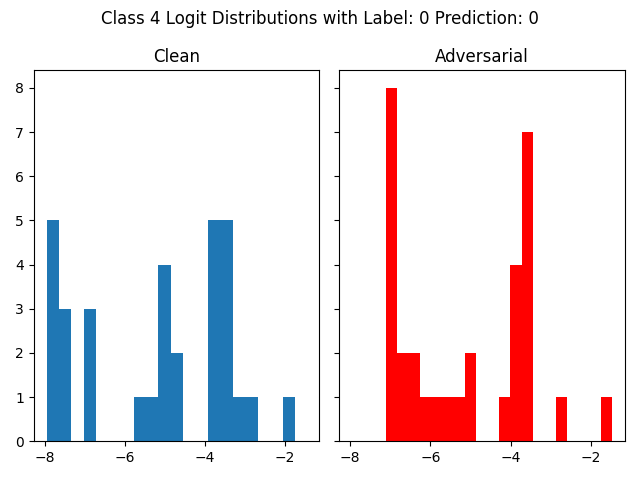 Class 4 Logit Distributions with Label: 0 Prediction: 0
Clean
Adversarial
8
7
6
5
4
3
2
1
0
−8 −6 −4 −2
−8 −6 −4 −2